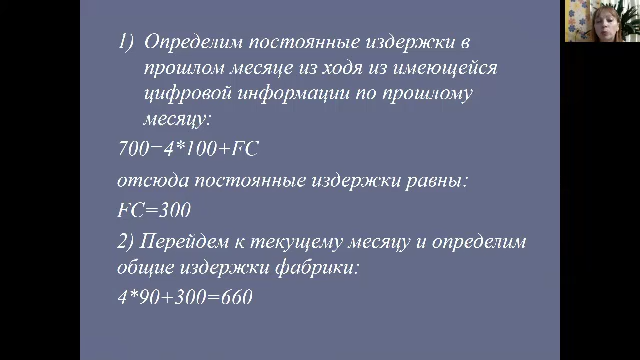 1) Определим постоянные издержки в
прошлом месяце из ходя из имеющейся
цифровой информации по прошлому
месяцу:
700=4*100+FC
отсюда постоянные издержки равны:
FC=300
2) Перейдем к текущему месяцу и определим
общие издержки фабрики:
4*90+300=660